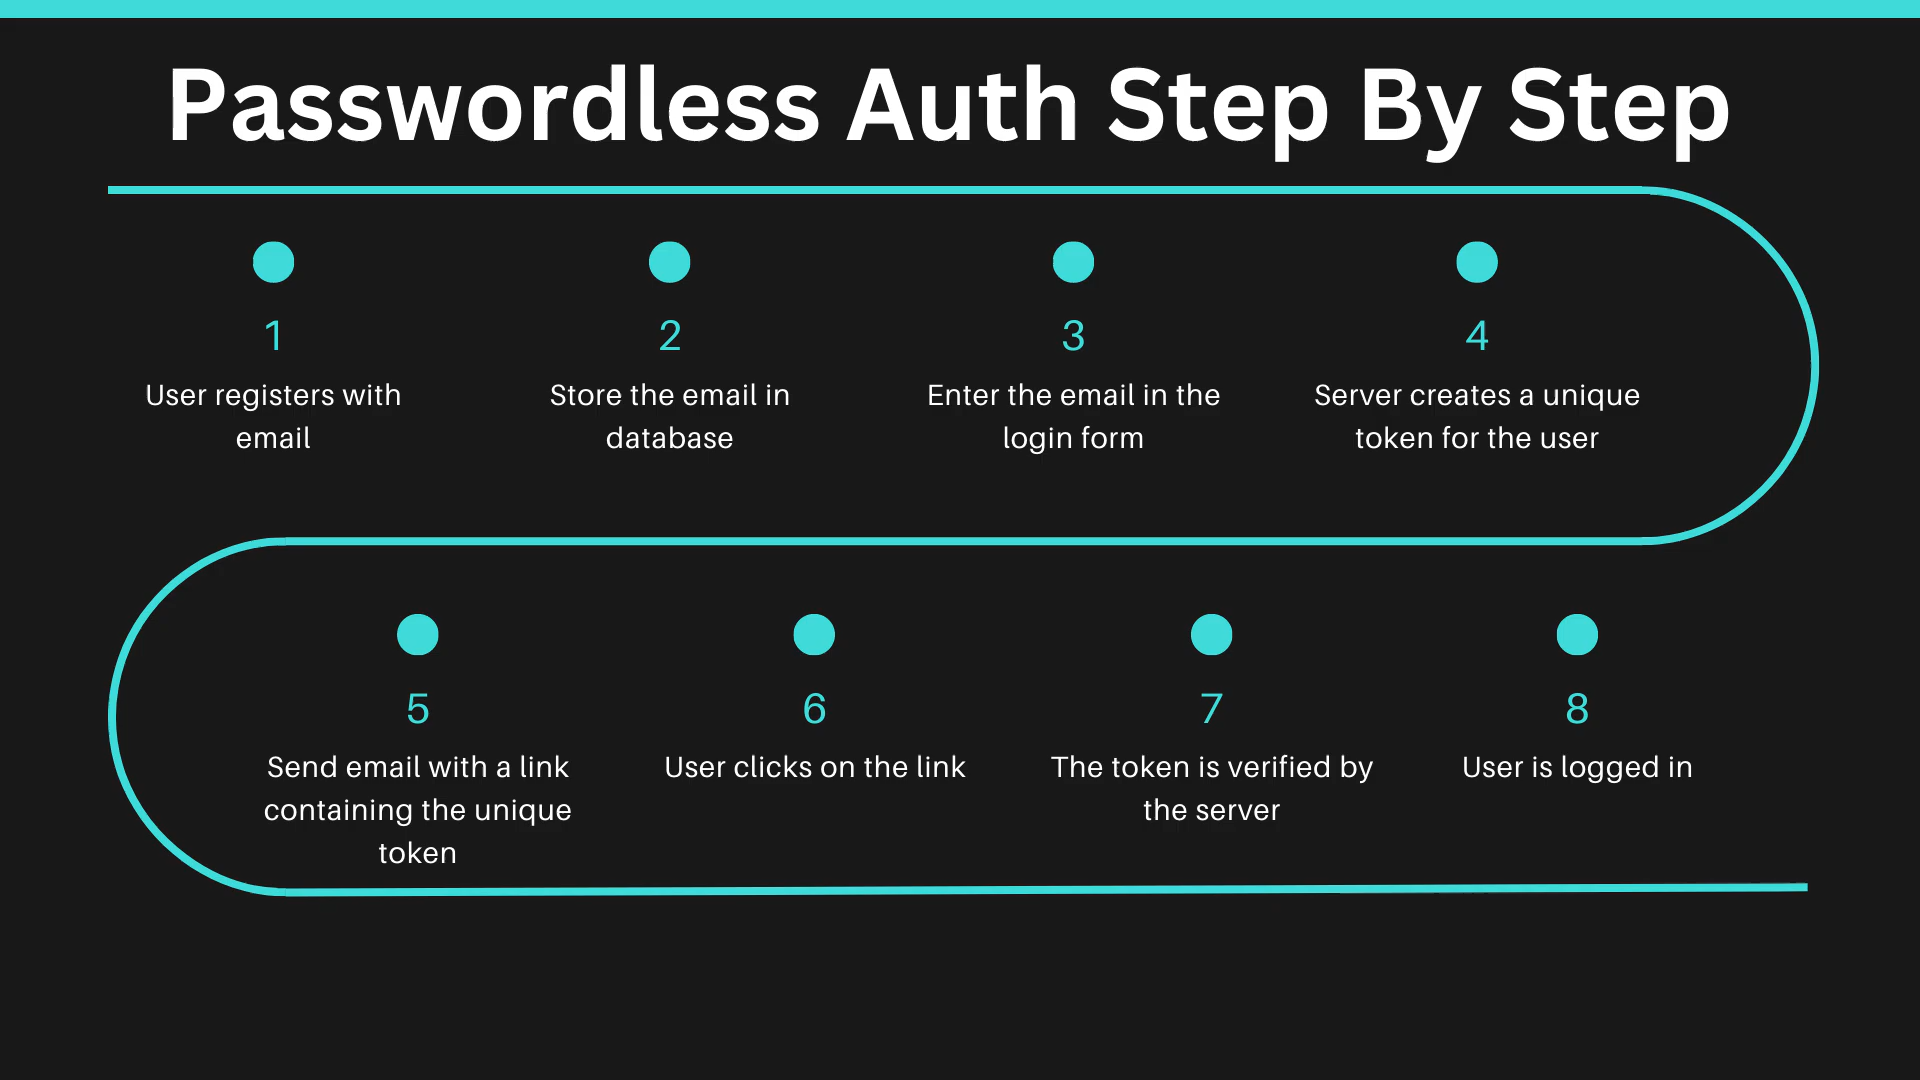 Passwordless Auth Step By Step
1
User registers with
email
2
Store the email in
database
3
Enter the email in the
login form
4
Server creates a unique
token for the user
5
Send email with a link
containing the unique
token
6
User clicks on the link
7
The token is verified by
the server
8
User is logged in